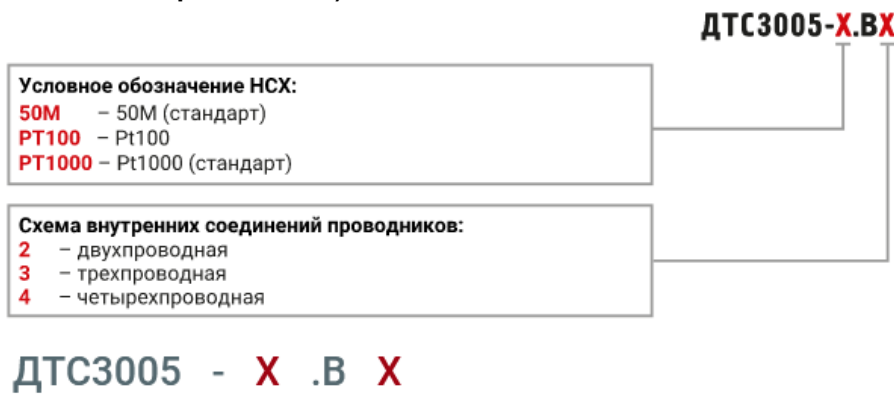 ДТС3005-Х.ВХ
Условное обозначение НСХ:
50М – 50М (стандарт)
РТ100 – Pt100
РТ1000 – Pt1000 (стандарт)
Схема внутренних соединений проводников:
2 – двухпроводная
3 – трехпроводная
4 – четырехпроводная
ДТС3005 - Х .В Х